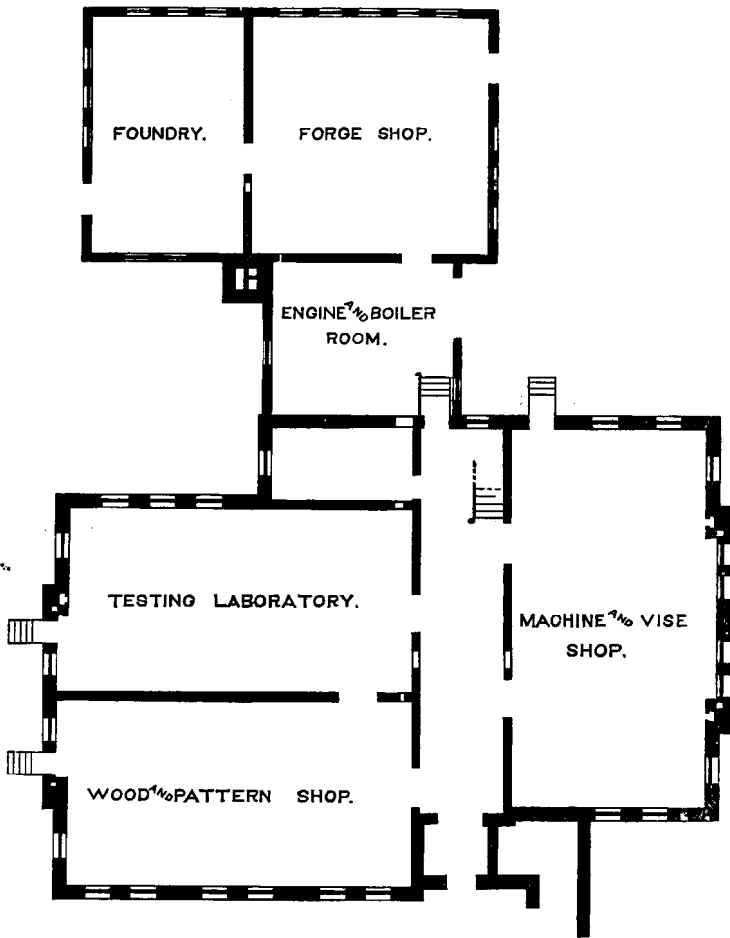 FOUNDRY.
FORGE SHOP.
ENGINE AND BOILER
ROOM.
TESTING LABORATORY.
MACHINE AND VISE
SHOP.
WOOD AND PATTERN SHOP.